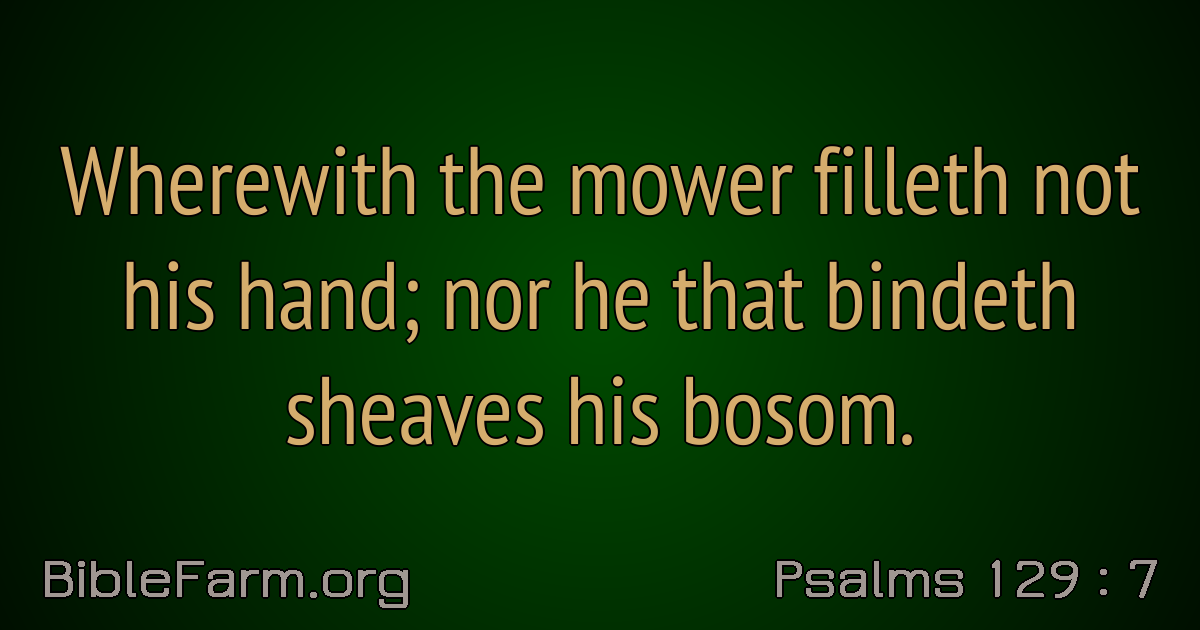 Wherewith the mower filleth not
his hand; nor he that bindeth
sheaves his bosom.
BibleFarm.org
Psalms 129 : 7